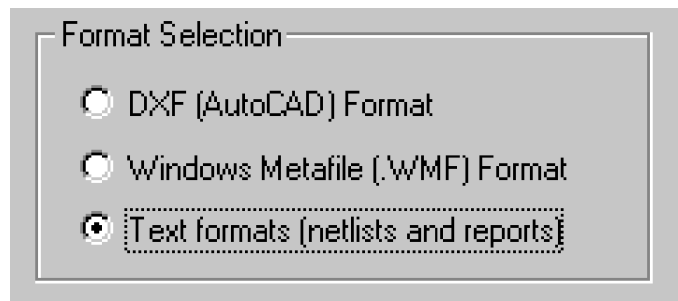 Format Selection
DXF (AutoCAD) Format
Windows Metafile (.WMF) Format
Text formats (netlists and reports)